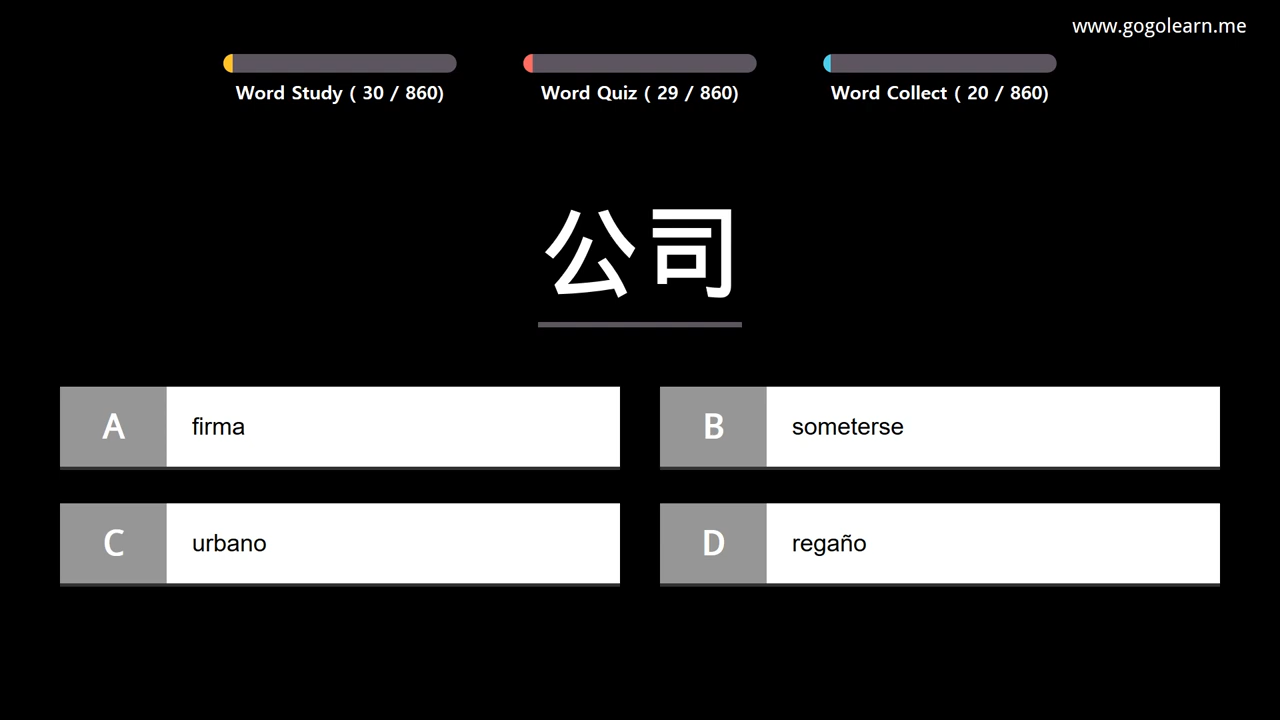 www.gogolearn.me
Word Study ( 30 / 860)
Word Quiz ( 29 / 860)
Word Collect ( 20 / 860)
公司
A firma
B someterse
C urbano
D regaño